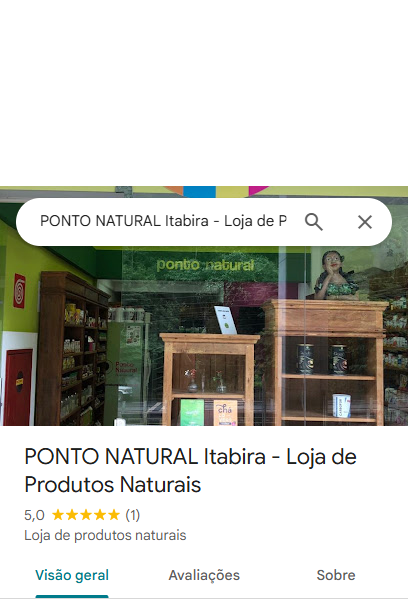 PONTO NATURAL Itabira - Loja de P
ponto natural
chá
PONTO NATURAL Itabira - Loja de
Produtos Naturais
5,0 (1)
Loja de produtos naturais
Visão geral Avaliações Sobre